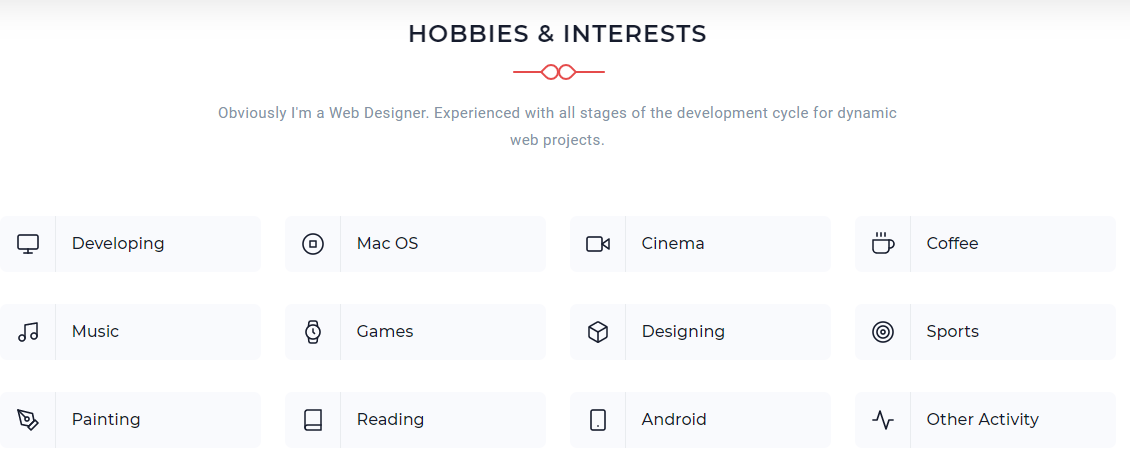 HOBBIES & INTERESTS
Obviously I'm a Web Designer. Experienced with all stages of the development cycle for dynamic
web projects.
Developing
Mac OS
Cinema
Coffee
Music
Games
Designing
Sports
Painting
Reading
Android
Other Activity